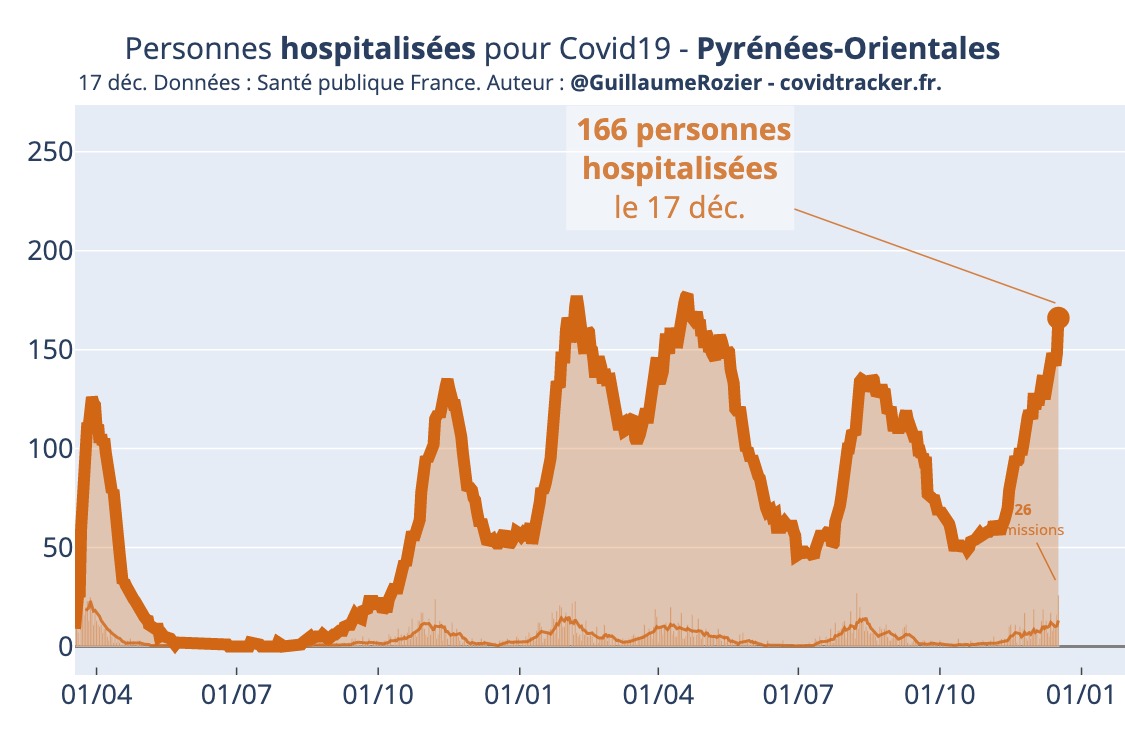 Personnes hospitalisées pour Covid19 - Pyrénées-Orientales
17 déc. Données : Santé publique France. Auteur : @GuillaumeRozier - covidtracker.fr.
166 personnes
hospitalisées
le 17 déc.
250
200
150
100
50
0
26
01/04 01/07 01/10 01/01 01/04 01/07 01/10 01/01